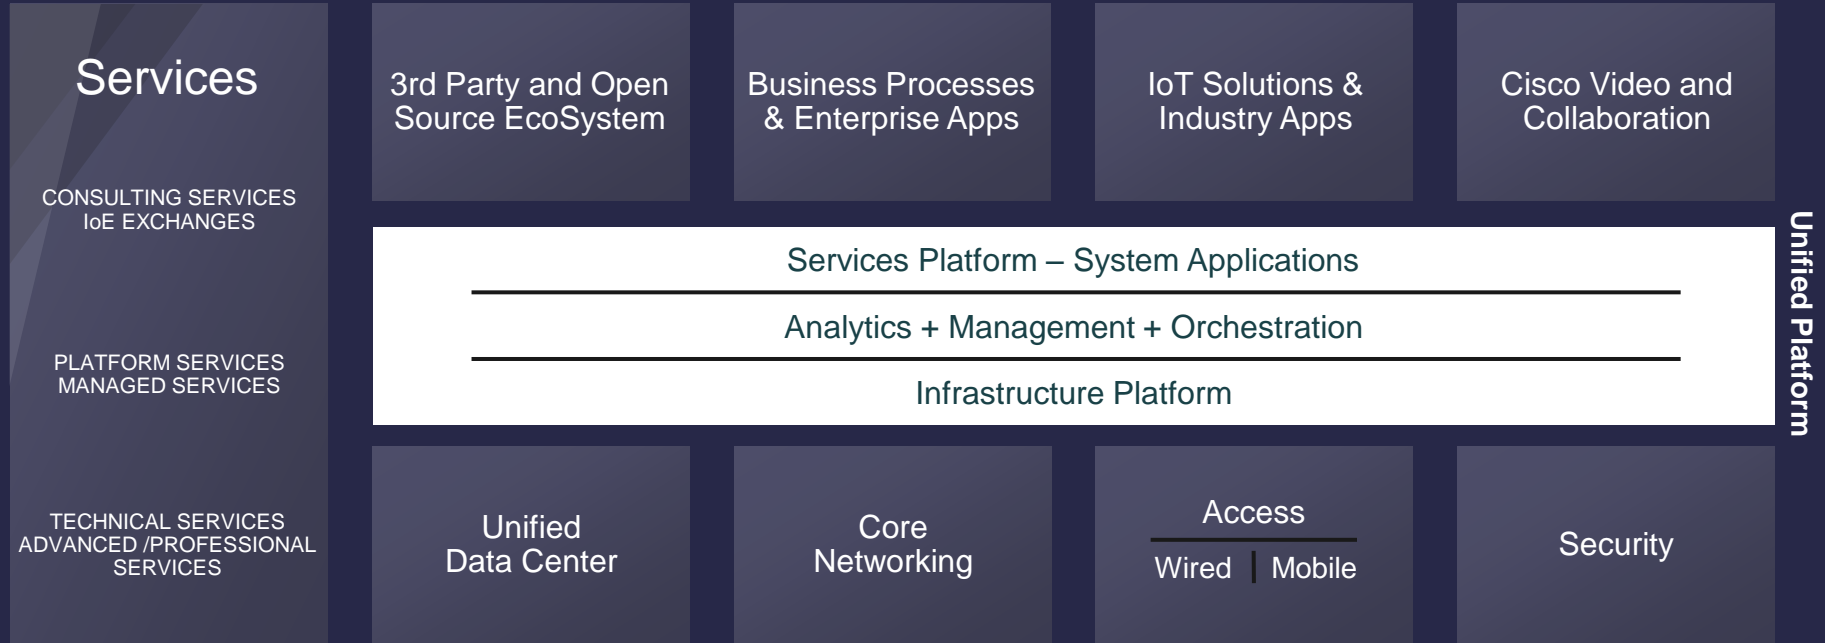 Services
CONSULTING SERVICES
IoE EXCHANGES
PLATFORM SERVICES
MANAGED SERVICES
TECHNICAL SERVICES
ADVANCED /PROFESSIONAL
SERVICES
3rd Party and Open
Source EcoSystem
Business Processes
& Enterprise Apps
IoT Solutions &
Industry Apps
Cisco Video and
Collaboration
Services Platform – System Applications
Analytics + Management + Orchestration
Infrastructure Platform
Unified Platform
Unified
Data Center
Core
Networking
Access
Wired | Mobile
Security